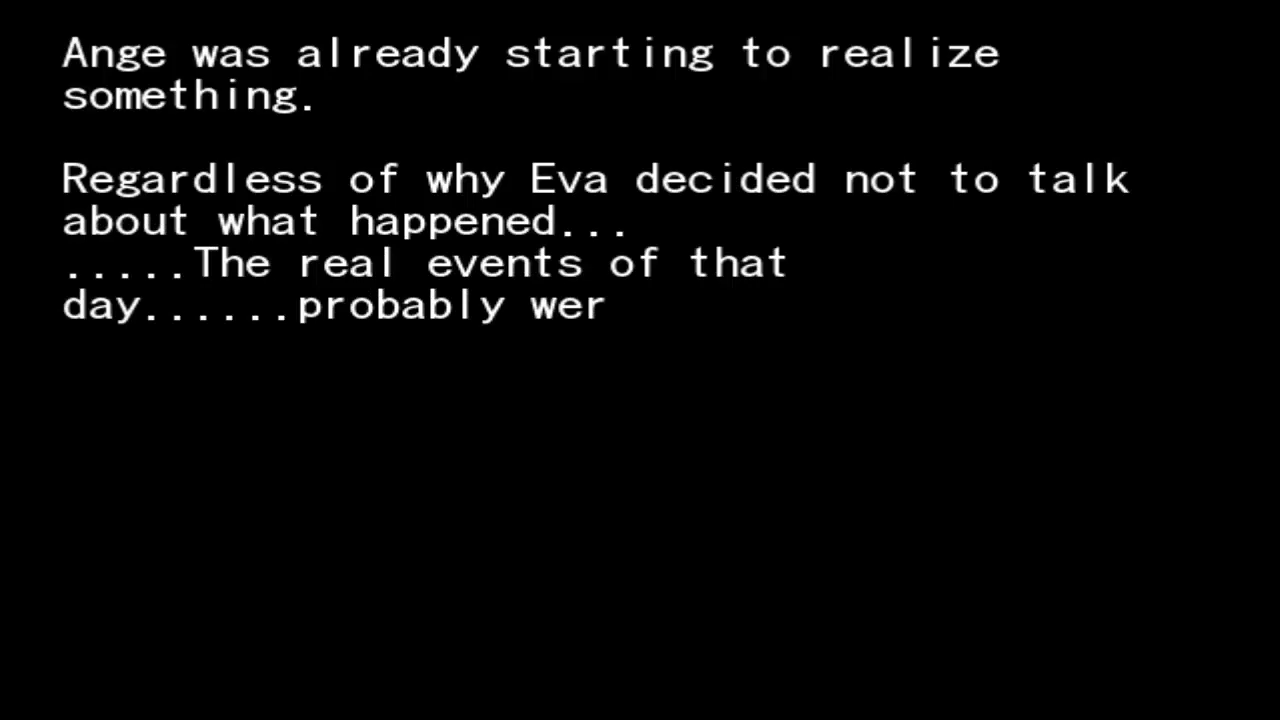 Ange was already starting to realize
something.
Regardless of why Eva decided not to talk
about what happened...
.....The real events of that
day......probably wer